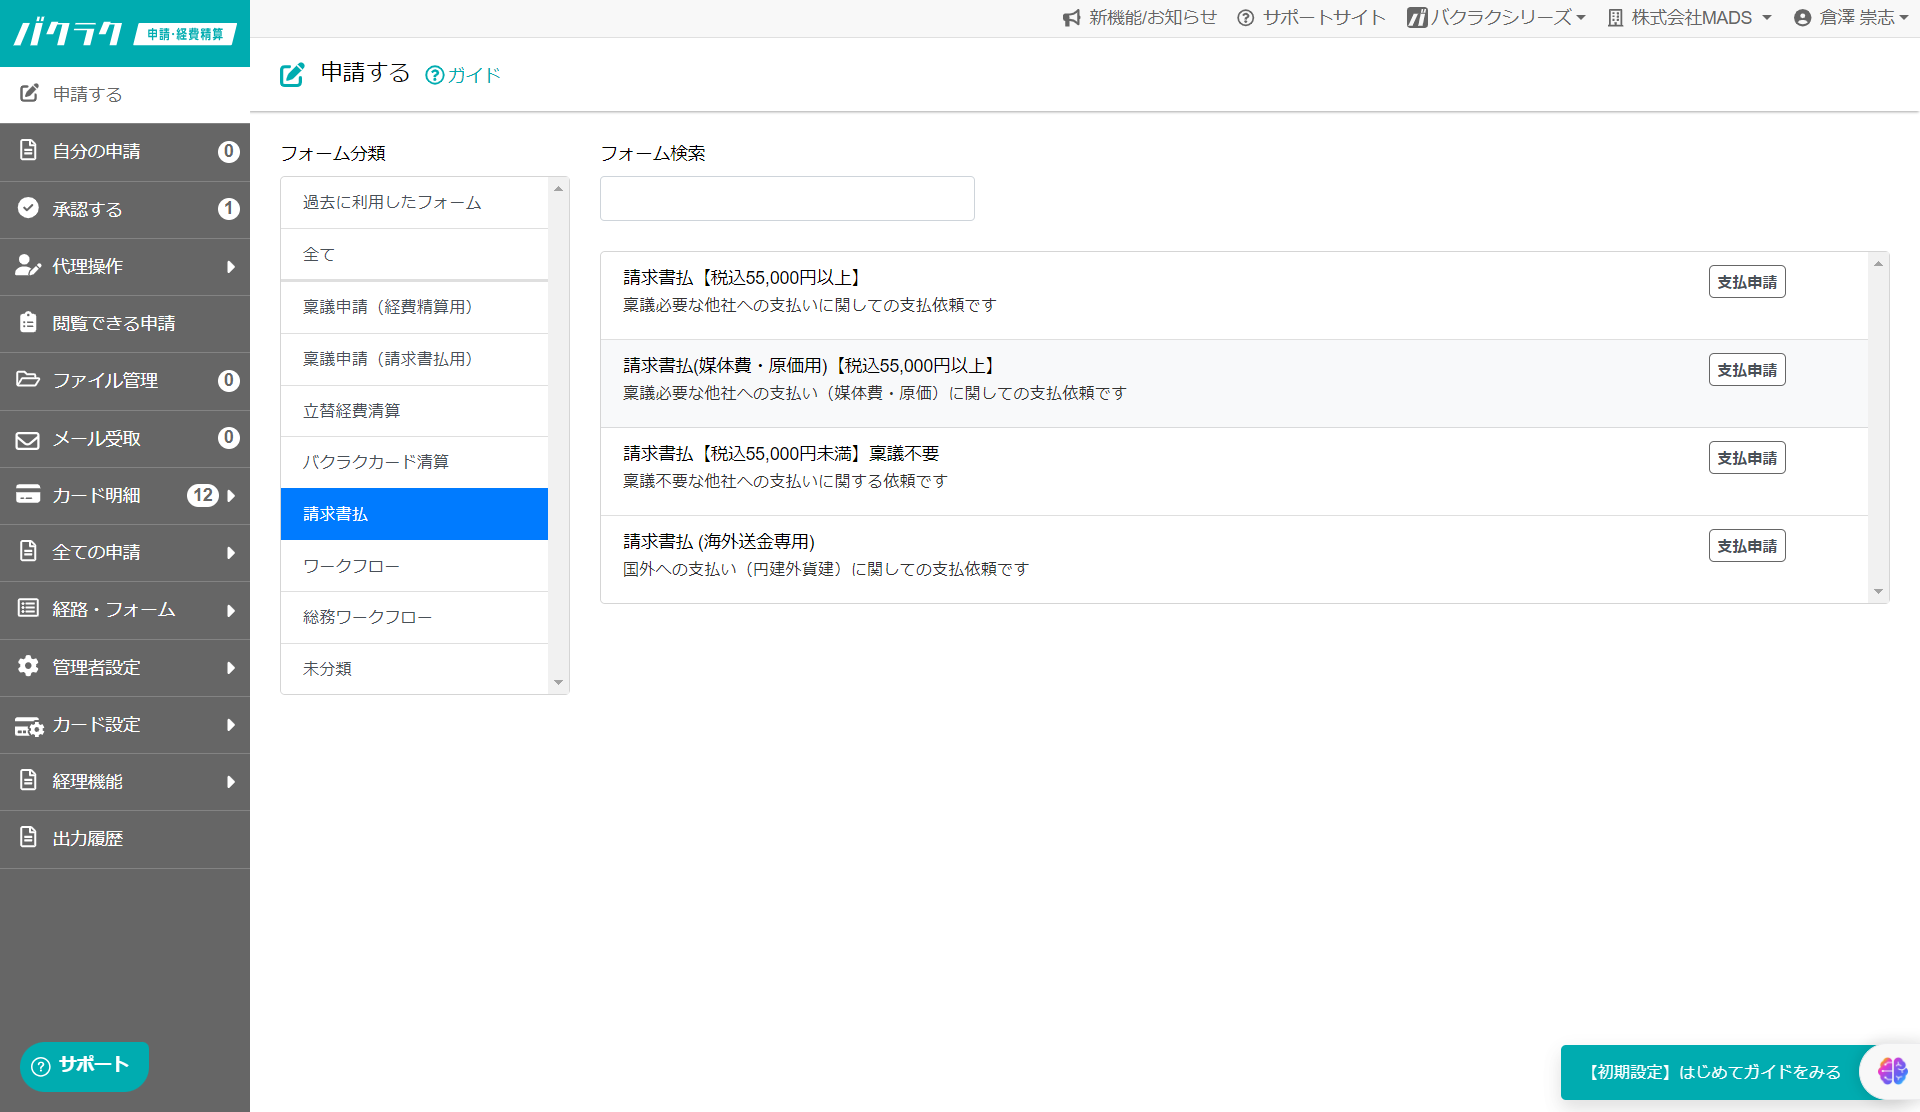 バクラク 申請・経費精算
新機能/お知らせ
サポートサイト
バクラクシリーズ
株式会社MADS
倉澤 崇志
申請する
ガイド
申請する
自分の申請 0
承認する 1
代理操作
閲覧できる申請
ファイル管理 0
メール受取 0
カード明細 12
全ての申請
経路・フォーム
管理者設定
カード設定
経理機能
出力履歴
サポート
フォーム分類
過去に利用したフォーム
全て
稟議申請（経費精算用）
稟議申請（請求書払用）
立替経費清算
バクラクカード清算
請求書払
ワークフロー
総務ワークフロー
未分類
フォーム検索
請求書払【税込55,000円以上】
稟議必要な他社への支払いに関しての支払依頼です
支払申請
請求書払(媒体費・原価用)【税込55,000円以上】
稟議必要な他社への支払い（媒体費・原価）に関しての支払依頼です
支払申請
請求書払【税込55,000円未満】稟議不要
稟議不要な他社への支払いに関する依頼です
支払申請
請求書払 (海外送金専用)
国外への支払い（円建外貨建）に関しての支払依頼です
支払申請
【初期設定】はじめてガイドをみる